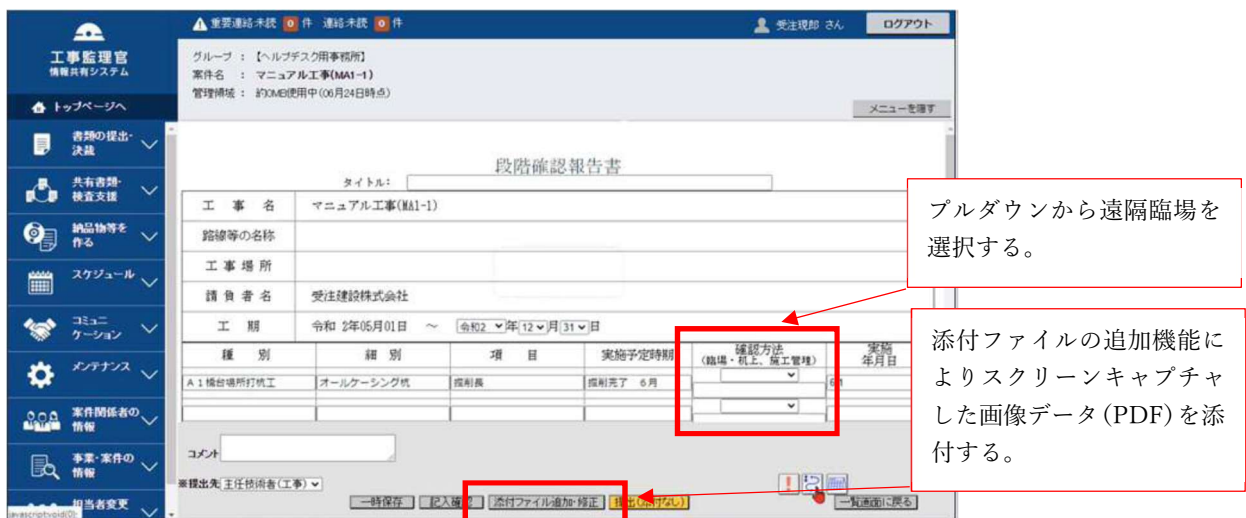 重要連絡未読 0 件 連絡未読 0 件
受注現郎 さん
ログアウト
工事監理官
情報共有システム
グループ : 【ヘルプデスク用事務所】
案件名 : マニュアル工事(MA1-1)
管理領域 : 約0MB使用中(06月24日時点)
メニューを隠す
トップページへ
書類の提出・
決裁
共有書類・
検査支援
納品物等を
作る
スケジュール
コミュニ
ケーション
メンテナンス
案件関係者の
情報
事業・案件の
情報
担当者変更
javascript:void(0);
段階確認報告書
タイトル:
工事名 マニュアル工事(MA1-1)
路線等の名称
工事場所
請負者名 受注建設株式会社
工期 令和 2年05月01日 ~ 令和2 年 12 月 31 日
種別 細別 項目 実施予定時期 確認方法 実施
(臨場・机上、施工管理) 年月日
A1橋台場所打杭工 オールケーシング杭 掘削長 掘削完了 6月
コメント
※提出先 主任技術者(工事)
一時保存 記入確認 添付ファイル追加・修正 提出(添付なし) 一覧画面に戻る
プルダウンから遠隔臨場を
選択する。
添付ファイルの追加機能に
よりスクリーンキャプチャ
した画像データ(PDF)を添
付する。